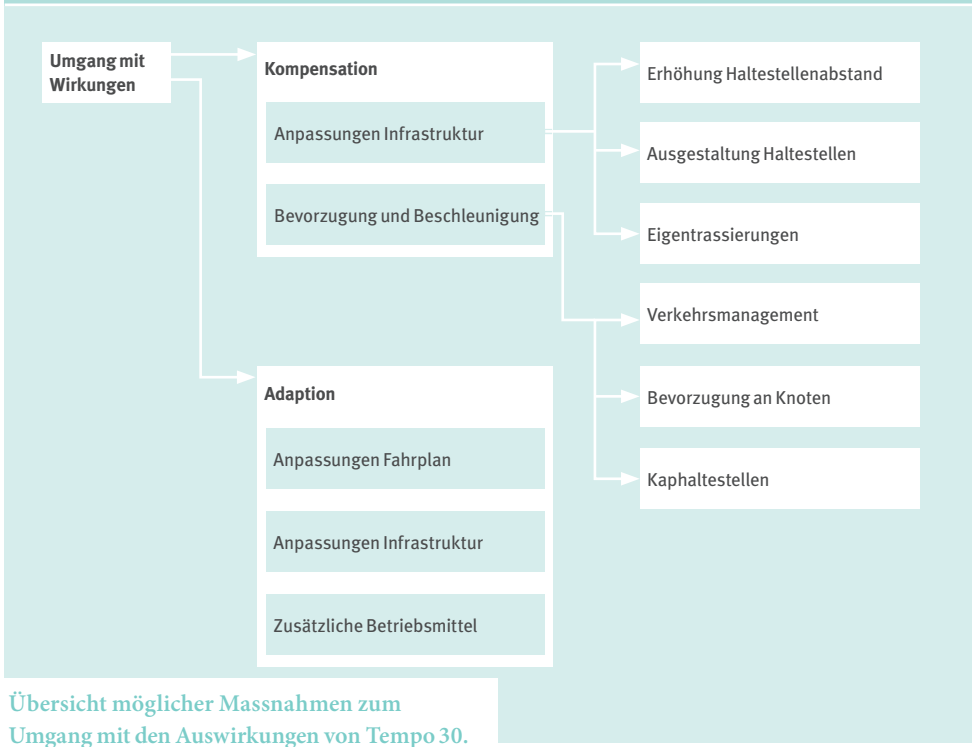 Umgang mit
Wirkungen
Kompensation
Anpassungen Infrastruktur
Bevorzugung und Beschleunigung
Erhöhung Haltestellenabstand
Ausgestaltung Haltestellen
Eigentrassierungen
Verkehrsmanagement
Bevorzugung an Knoten
Kaphaltestellen
Adaption
Anpassungen Fahrplan
Anpassungen Infrastruktur
Zusätzliche Betriebsmittel
Übersicht möglicher Massnahmen zum
Umgang mit den Auswirkungen von Tempo 30.